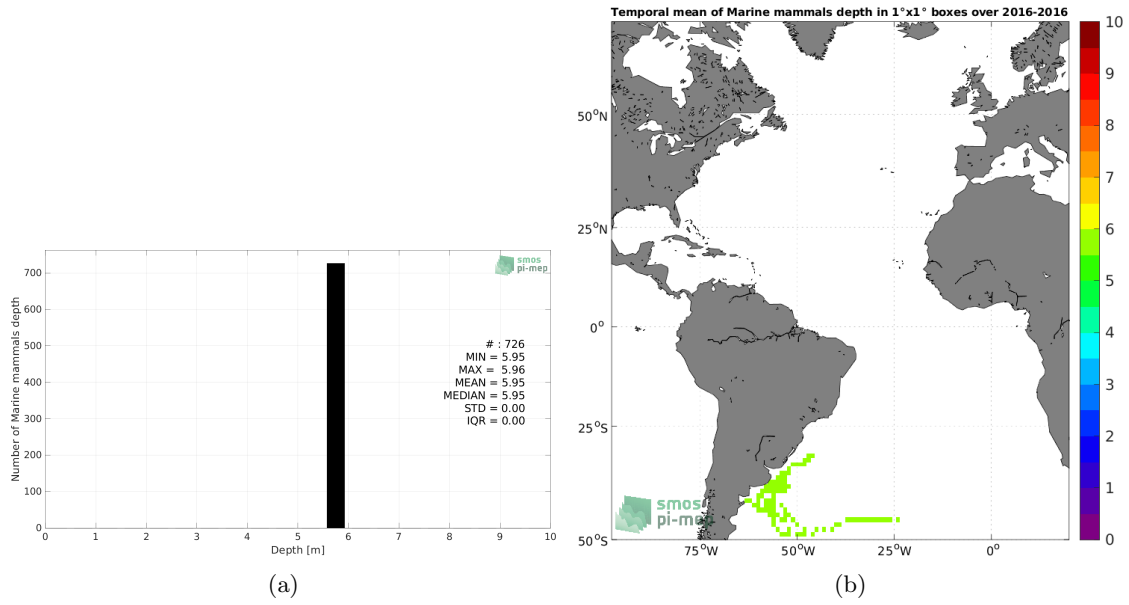 Temporal mean of Marine mammals depth in 1°x1° boxes over 2016-2016
10
9
8
7
6
5
4
3
2
1
0
50°N
25°N
0°
25°S
50°S
75°W
50°W
25°W
0°
smos
pi-mep
Number of Marine mammals depth
700
600
500
400
300
200
100
0
0 1 2 3 4 5 6 7 8 9 10
Depth [m]
smos
pi-mep
# : 726
MIN = 5.95
MAX = 5.96
MEAN = 5.95
MEDIAN = 5.95
STD = 0.00
IQR = 0.00
(a)
(b)